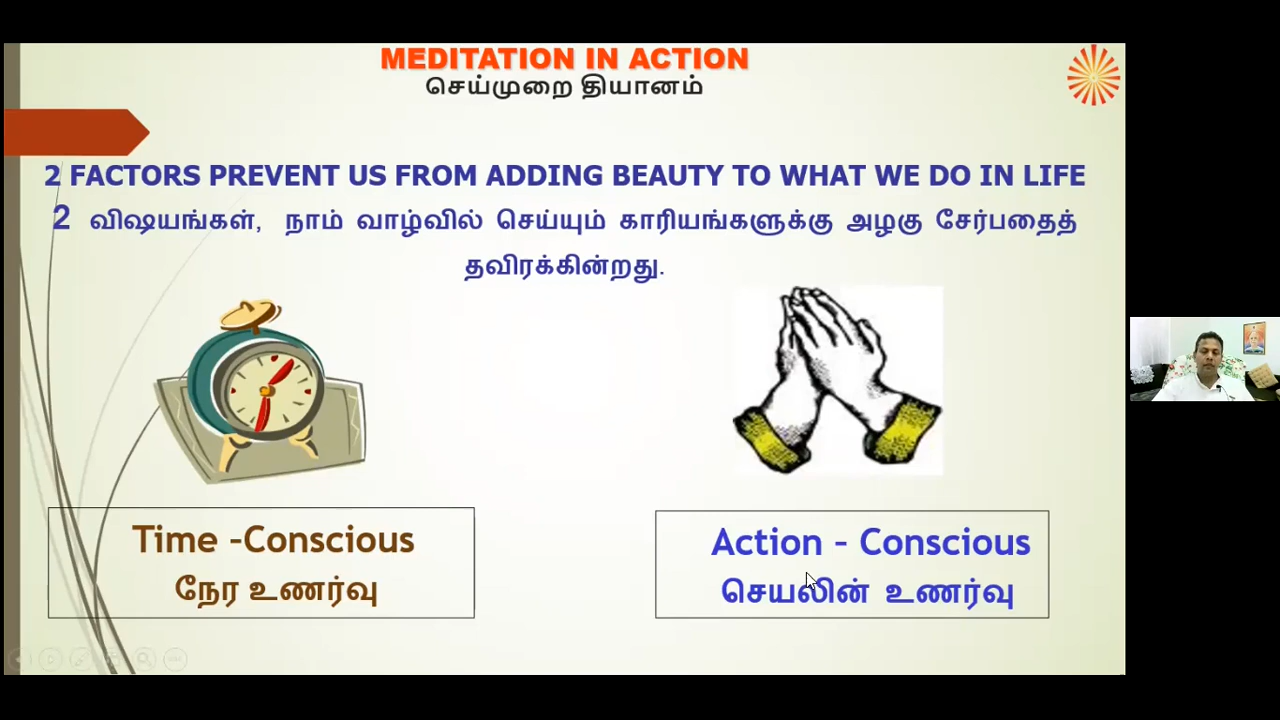 MEDITATION IN ACTION
செய்முறை தியானம்
2 FACTORS PREVENT US FROM ADDING BEAUTY TO WHAT WE DO IN LIFE
2 விஷயங்கள், நாம் வாழ்வில் செய்யும் காரியங்களுக்கு அழகு சேர்பதைத்
தவிரக்கின்றது.
Time -Conscious
நேர உணர்வு
Action - Conscious
செயலின் உணர்வு